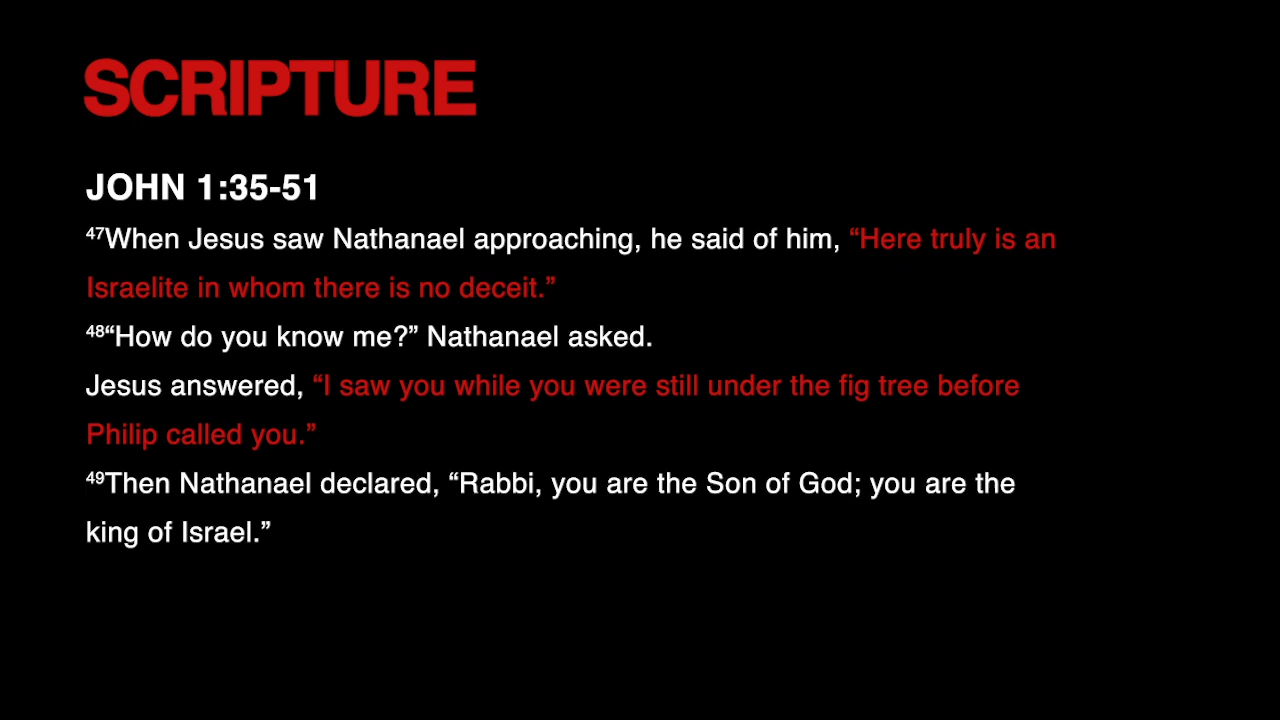 SCRIPTURE
JOHN 1:35-51
⁴⁷When Jesus saw Nathanael approaching, he said of him, “Here truly is an
Israelite in whom there is no deceit.”
⁴⁸“How do you know me?” Nathanael asked.
Jesus answered, “I saw you while you were still under the fig tree before
Philip called you.”
⁴⁹Then Nathanael declared, “Rabbi, you are the Son of God; you are the
king of Israel.”